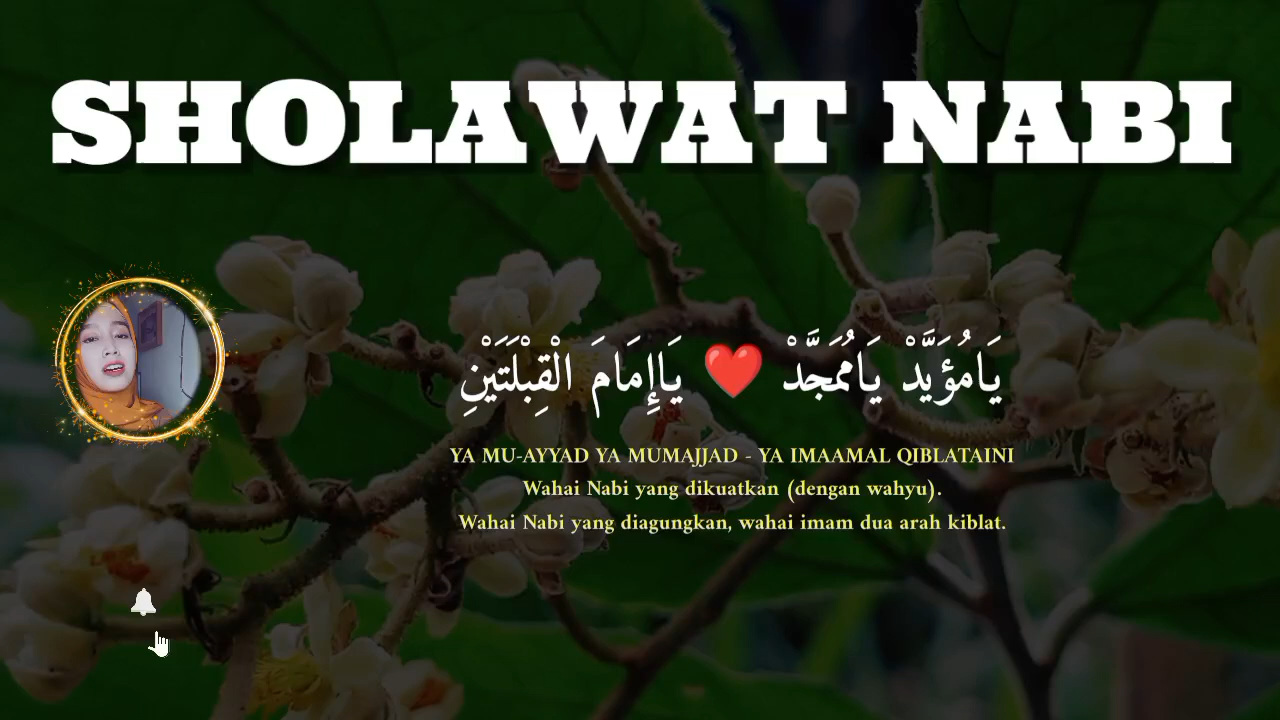 SHOLAWAT NABI
يَامُؤَيَّدْ يَامُمَجَّدْ ❤️ يَاإِمَامَ الْقِبْلَتَيْنِ
YA MU-AYYAD YA MUMAJJAD - YA IMAAMAL QIBLATAINI
Wahai Nabi yang dikuatkan (dengan wahyu).
Wahai Nabi yang diagungkan, wahai imam dua arah kiblat.